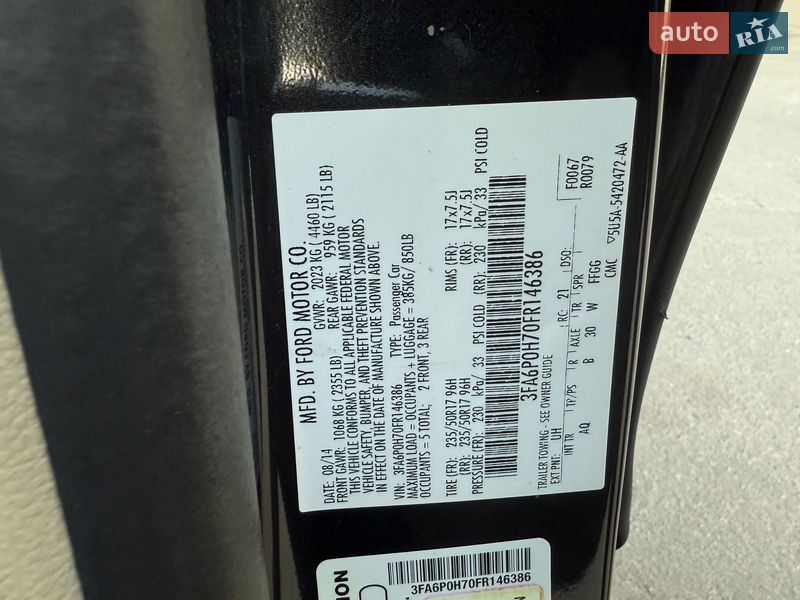 auto RIA
.com
MFD. BY FORD MOTOR CO.
DATE: 08/14 GVWR: 2023 KG ( 4460 LB)
FRONT GAWR: 1068 KG ( 2355 LB) REAR GAWR: 959 KG ( 2115 LB)
THIS VEHICLE CONFORMS TO ALL APPLICABLE FEDERAL MOTOR
VEHICLE SAFETY, BUMPER, AND THEFT PREVENTION STANDARDS
IN EFFECT ON THE DATE OF MANUFACTURE SHOWN ABOVE.
VIN: 3FA6P0H70FR146386 TYPE: Passenger Car
MAXIMUM LOAD = OCCUPANTS + LUGGAGE = 385KG/ 850LB
OCCUPANTS = 5 TOTAL: 2 FRONT, 3 REAR
TIRE (FR): 235/50R17 96H RIMS (FR): 17x7.5J
(RR): 235/50R17 96H (RR): 17x7.5J
PRESSURE (FR): 230 kPa/ 33 PSI COLD (RR): 230 kPa/ 33 PSI COLD
3FA6P0H70FR146386
TRAILER TOWING - SEE OWNER GUIDE
F0067
R0079
EXT PNT: UH RC: 21 DSO:
INT TR TP/PS R AXLE TR SPR
AQ B 30 W FFGG
CMC
5U5A-5420472-AA
3FA6P0H70FR146386